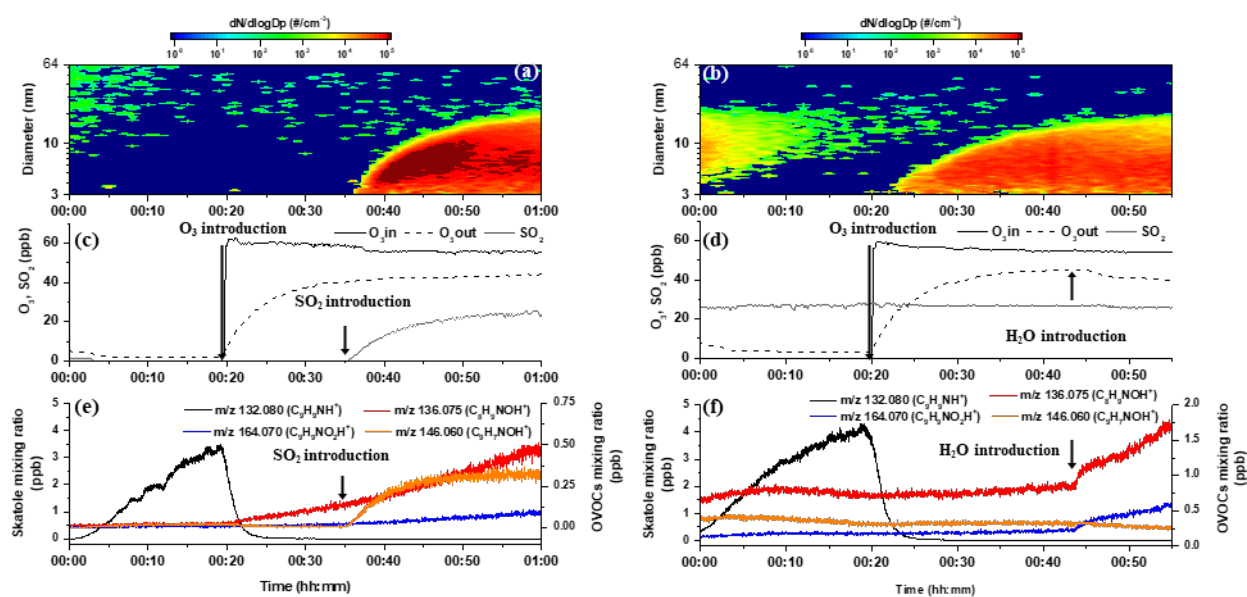 dN/dlogDp (#/cm⁻³)
10⁰ 10¹ 10² 10³ 10⁴ 10⁵
64
10
3
Diameter (nm)
(a)
00:00 00:10 00:20 00:30 00:40 00:50 01:00
(c)
O₃ introduction
O₃in O₃out SO₂
60
40
20
0
O₃, SO₂ (ppb)
SO₂ introduction
00:00 00:10 00:20 00:30 00:40 00:50 01:00
(e)
m/z 132.080 (C₉H₉NH⁺) m/z 136.075 (C₈H₉NOH⁺)
m/z 164.070 (C₉H₉NO₂H⁺) m/z 146.060 (C₉H₇NOH⁺)
SO₂ introduction
5
4
3
2
1
0
Skatole mixing ratio
(ppb)
0.75
0.50
0.25
0.00
OVOCs mixing ratio
(ppb)
00:00 00:10 00:20 00:30 00:40 00:50 01:00
Time (hh:mm)
dN/dlogDp (#/cm⁻³)
10⁰ 10¹ 10² 10³ 10⁴ 10⁵
64
10
3
Diameter (nm)
(b)
00:00 00:10 00:20 00:30 00:40 00:50
(d)
O₃ introduction
O₃in O₃out SO₂
60
40
20
0
O₃, SO₂ (ppb)
H₂O introduction
00:00 00:10 00:20 00:30 00:40 00:50
(f)
m/z 132.080 (C₉H₉NH⁺) m/z 136.075 (C₈H₉NOH⁺)
m/z 164.070 (C₉H₉NO₂H⁺) m/z 146.060 (C₉H₇NOH⁺)
H₂O introduction
5
4
3
2
1
0
Skatole mixing ratio
(ppb)
2.0
1.5
1.0
0.5
0.0
OVOCs mixing ratio
(ppb)
00:00 00:10 00:20 00:30 00:40 00:50
Time (hh:mm)